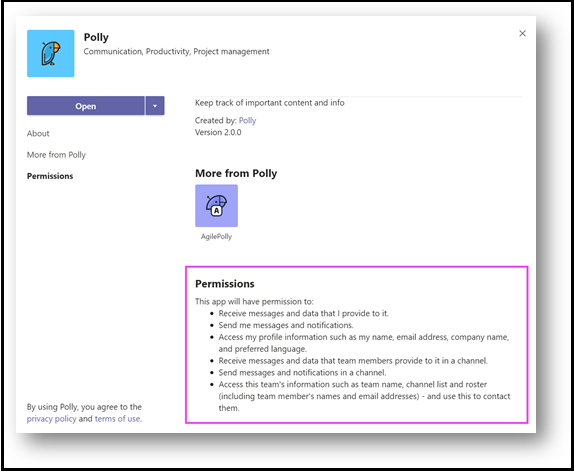 Polly
Communication, Productivity, Project management
Open
About
More from Polly
Permissions
By using Polly, you agree to the
privacy policy and terms of use.
Keep track of important content and info
Created by: Polly
Version 2.0.0
More from Polly
A
AgilePolly
Permissions
This app will have permission to:
• Receive messages and data that I provide to it.
• Send me messages and notifications.
• Access my profile information such as my name, email address, company name,
and preferred language.
• Receive messages and data that team members provide to it in a channel.
• Send messages and notifications in a channel.
• Access this team's information such as team name, channel list and roster
(including team member's names and email addresses) - and use this to contact
them.